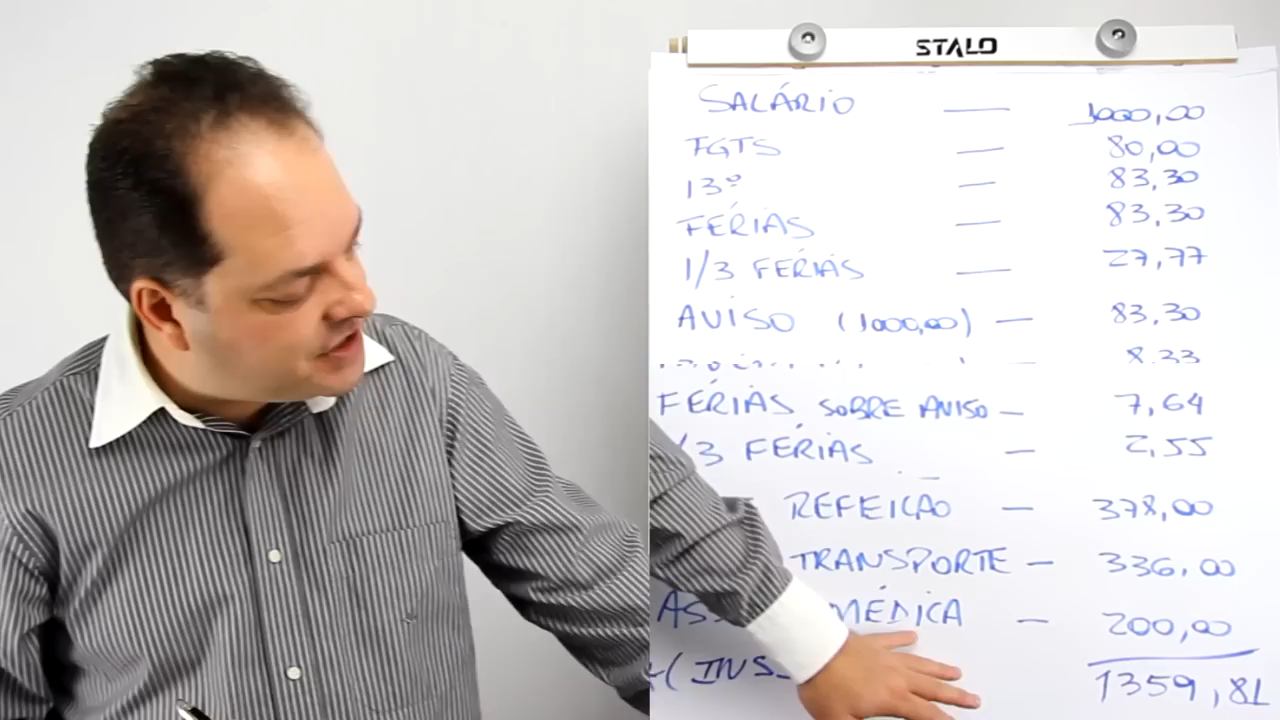 STALO
SALÁRIO — 1000,00
FGTS — 80,00
13º — 83,30
FÉRIAS — 83,30
1/3 FÉRIAS — 27,77
AVISO (1000,00) — 83,30
— 8.33
FÉRIAS SOBRE AVISO — 7,64
/3 FÉRIAS — 2,55
REFEIÇÃO — 378,00
TRANSPORTE — 336,00
MÉDICA — 200,00
+(INSS 1359,81